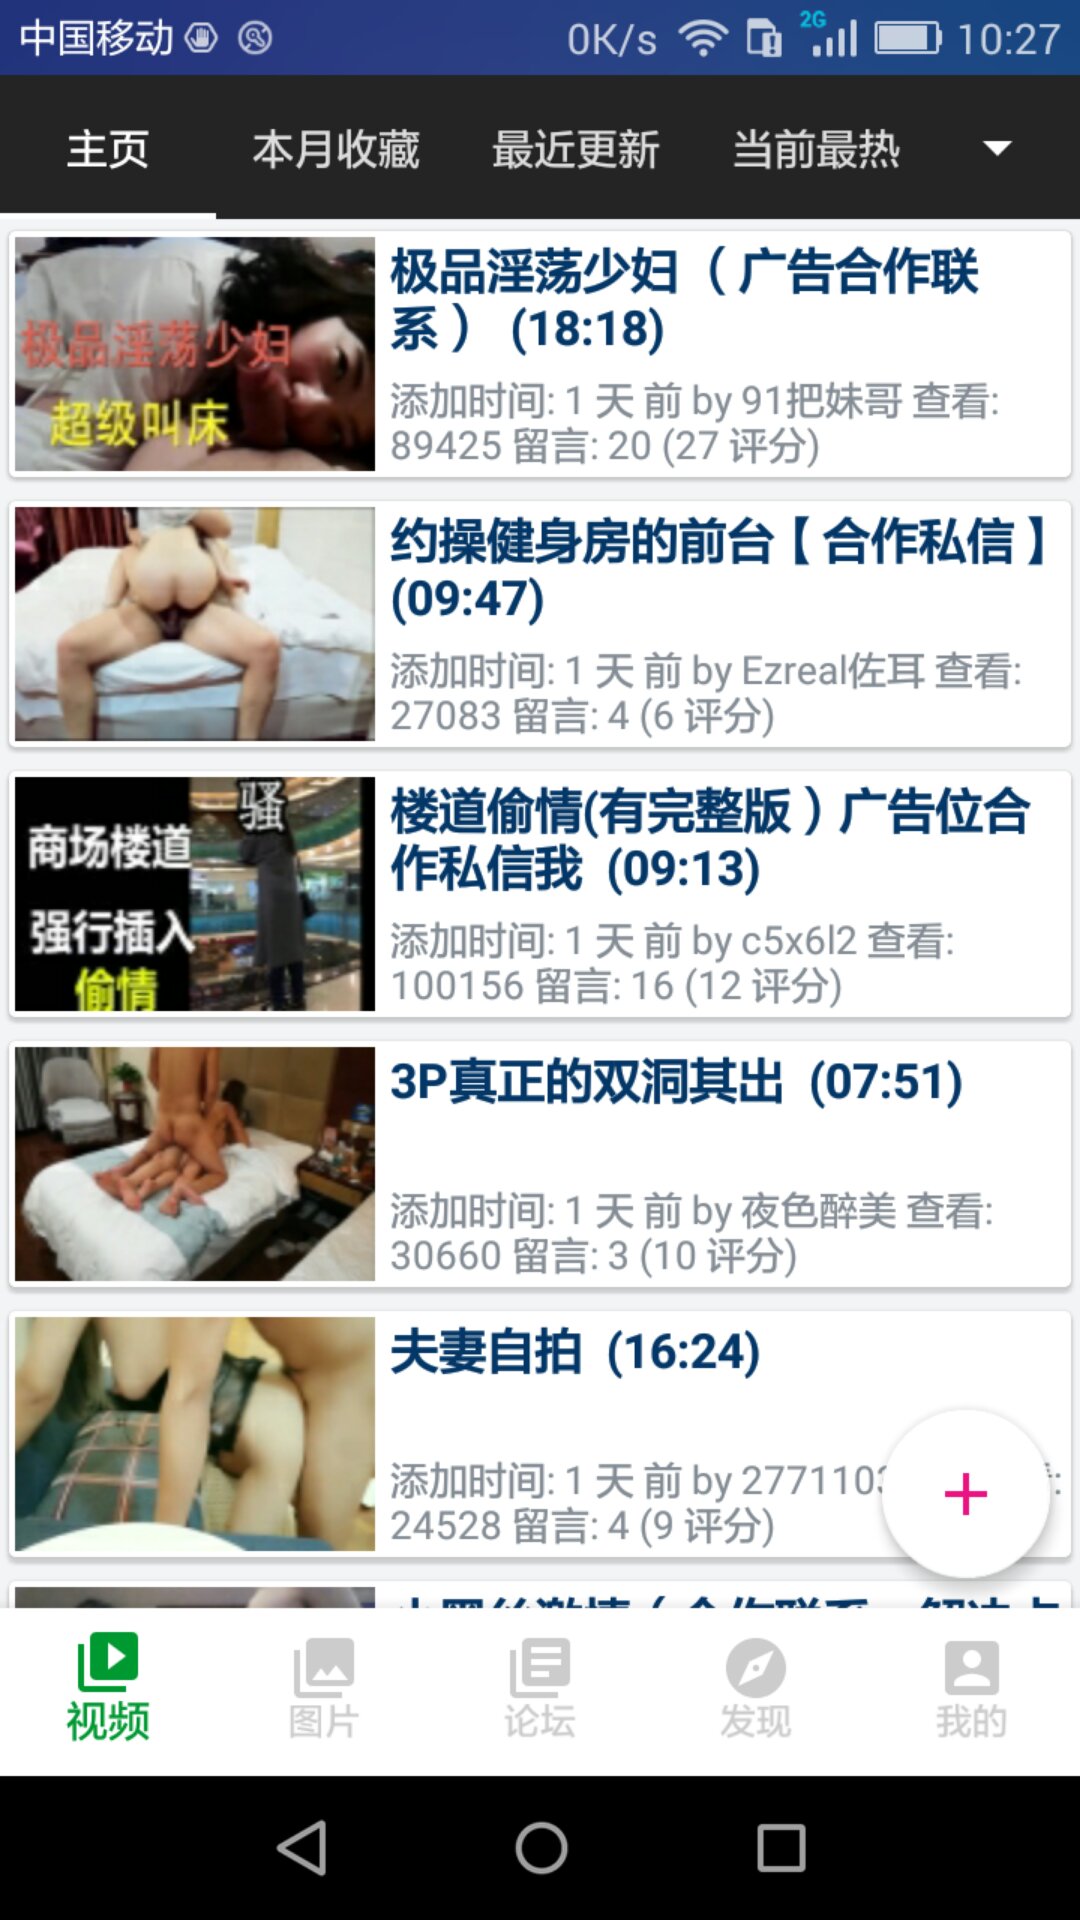 中国移动 0K/s 2G 10:27
主页 本月收藏 最近更新 当前最热
极品淫荡少妇
超级叫床
极品淫荡少妇（广告合作联
系） (18:18)
添加时间: 1 天 前 by 91把妹哥 查看:
89425 留言: 20 (27 评分)
约操健身房的前台【合作私信】
(09:47)
添加时间: 1 天 前 by Ezreal佐耳 查看:
27083 留言: 4 (6 评分)
骚
商场楼道
强行插入
偷情
楼道偷情(有完整版）广告位合
作私信我 (09:13)
添加时间: 1 天 前 by c5x6l2 查看:
100156 留言: 16 (12 评分)
3P真正的双洞其出 (07:51)
添加时间: 1 天 前 by 夜色醉美 查看:
30660 留言: 3 (10 评分)
夫妻自拍 (16:24)
添加时间: 1 天 前 by 277110
24528 留言: 4 (9 评分)
视频 图片 论坛 发现 我的